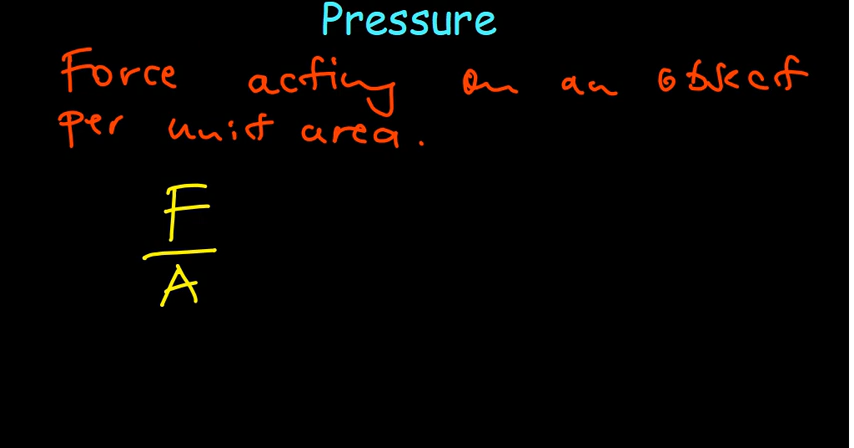 Pressure
Force acting on an object
per unit area.
F
A